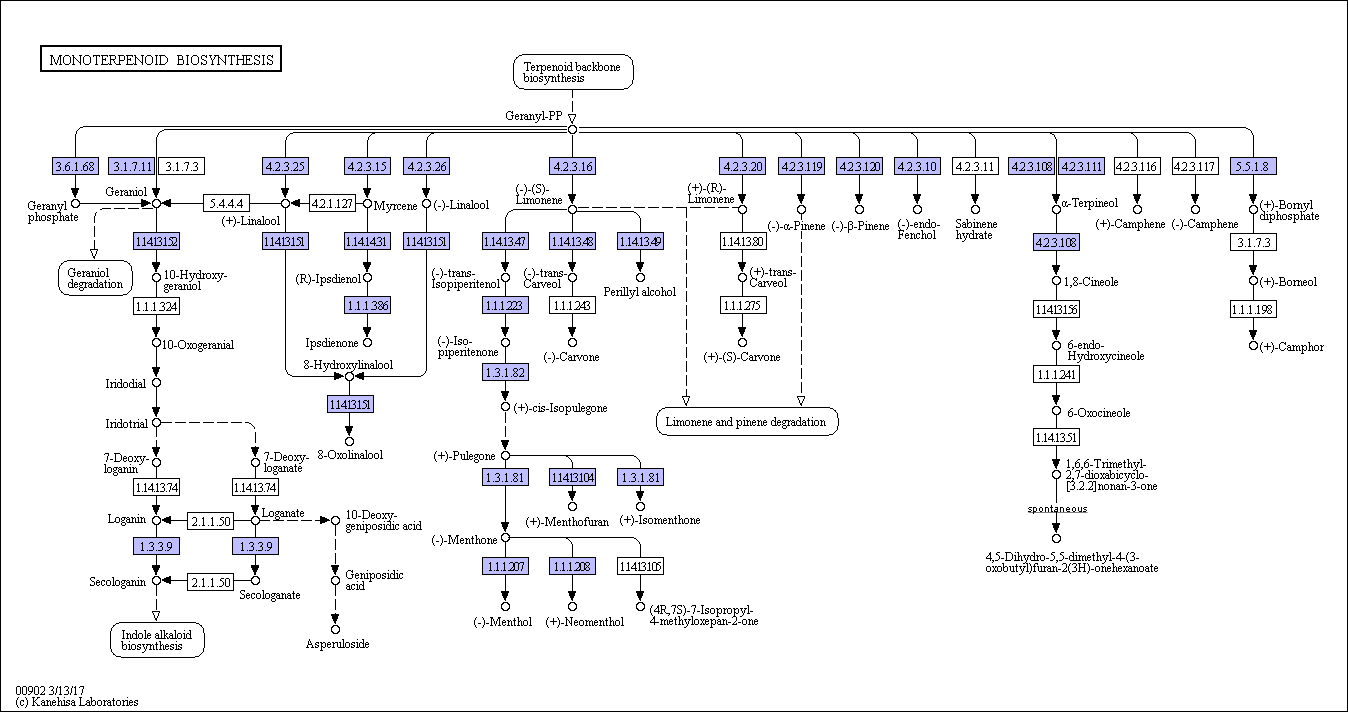 MONOTERPENOID BIOSYNTHESIS
Terpenoid backbone
biosynthesis
Geranyl-PP
3.6.1.68
3.1.7.11
3.1.7.3
4.2.3.25
4.2.3.15
4.2.3.26
4.2.3.16
4.2.3.20
4.2.3.119
4.2.3.120
4.2.3.10
4.2.3.11
4.2.3.108
4.2.3.111
4.2.3.116
4.2.3.117
5.5.1.8
Geranyl
phosphate
Geraniol
5.4.4.4
(+)-Linalool
4.2.1.127
Myrcene
(-)-Linalool
(-)-(S)-
Limonene
(+)-(R)-
Limonene
(-)-α-Pinene
(-)-β-Pinene
(-)-endo-
Fenchol
Sabinene
hydrate
α-Terpineol
(+)-Camphene
(-)-Camphene
(+)-Bornyl
diphosphate
1.14.13.152
1.14.13.151
1.14.14.31
1.14.13.151
1.14.13.47
1.14.13.48
1.14.13.49
1.14.13.80
4.2.3.108
3.1.7.3
Geraniol
degradation
10-Hydroxy-
geraniol
(R)-Ipsdienol
(-)-trans-
Isopiperitenol
(-)-trans-
Carveol
Perillyl alcohol
(+)-trans-
Carveol
1,8-Cineole
(+)-Borneol
1.1.1.324
1.1.1.386
1.1.1.223
1.1.1.243
1.1.1.275
1.14.13.156
1.1.1.198
10-Oxogeranial
Ipsdienone
(-)-Iso-
piperitenone
(-)-Carvone
(+)-(S)-Carvone
6-endo-
Hydroxycineole
(+)-Camphor
8-Hydroxylinalool
1.3.1.82
1.1.1.241
Iridodial
1.14.13.151
(+)-cis-Isopulegone
Limonene and pinene degradation
6-Oxocineole
Iridotrial
1.14.13.51
8-Oxolinalool
7-Deoxy-
loganin
7-Deoxy-
loganate
(+)-Pulegone
1,6,6-Trimethyl-
2,7-dioxabicyclo-
[3.2.2]nonan-3-one
1.14.13.74
1.14.13.74
1.3.1.81
1.14.13.104
1.3.1.81
spontaneous
Loganin
2.1.1.50
Loganate
10-Deoxy-
geniposidic acid
(+)-Menthofuran
(+)-Isomenthone
1.3.3.9
1.3.3.9
(-)-Menthone
4,5-Dihydro-5,5-dimethyl-4-(3-
oxobutyl)furan-2(3H)-onehexanoate
1.1.1.207
1.1.1.208
1.14.13.105
Secologanin
2.1.1.50
Secologanate
Geniposidic
acid
(-)-Menthol
(+)-Neomenthol
(4R,7S)-7-Isopropyl-
4-methyloxepan-2-one
Indole alkaloid
biosynthesis
Asperuloside
00902 3/13/17
(c) Kanehisa Laboratories